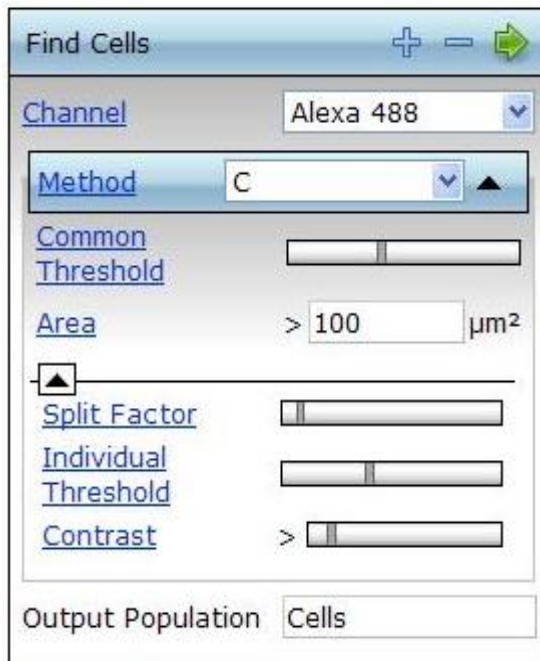 Find Cells
Channel Alexa 488
Method C
Common
Threshold
Area > 100 µm²
Split Factor
Individual
Threshold
Contrast >
Output Population Cells